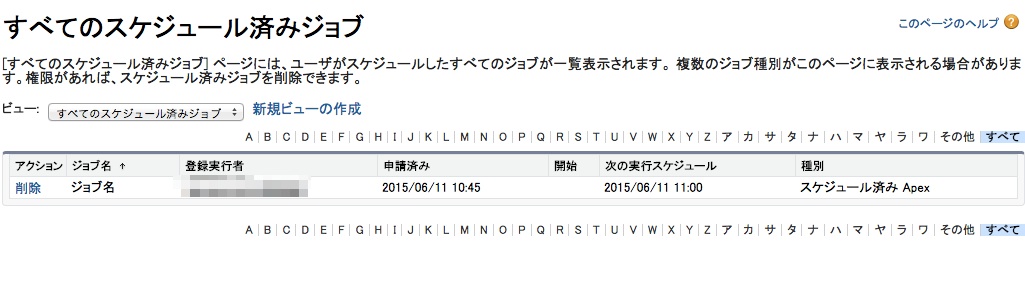 すべてのスケジュール済みジョブ
このページのヘルプ ?
[すべてのスケジュール済みジョブ] ページには、ユーザがスケジュールしたすべてのジョブが一覧表示されます。複数のジョブ種別がこのページに表示される場合がありま
す。権限があれば、スケジュール済みジョブを削除できます。
ビュー: すべてのスケジュール済みジョブ 新規ビューの作成
A | B | C | D | E | F | G | H | I | J | K | L | M | N | O | P | Q | R | S | T | U | V | W | X | Y | Z | ア | カ | サ | タ | ナ | ハ | マ | ヤ | ラ | ワ | その他 | すべて
アクション ジョブ名 ↑ 登録実行者 申請済み 開始 次の実行スケジュール 種別
削除 ジョブ名 2015/06/11 10:45 2015/06/11 11:00 スケジュール済み Apex
A | B | C | D | E | F | G | H | I | J | K | L | M | N | O | P | Q | R | S | T | U | V | W | X | Y | Z | ア | カ | サ | タ | ナ | ハ | マ | ヤ | ラ | ワ | その他 | すべて